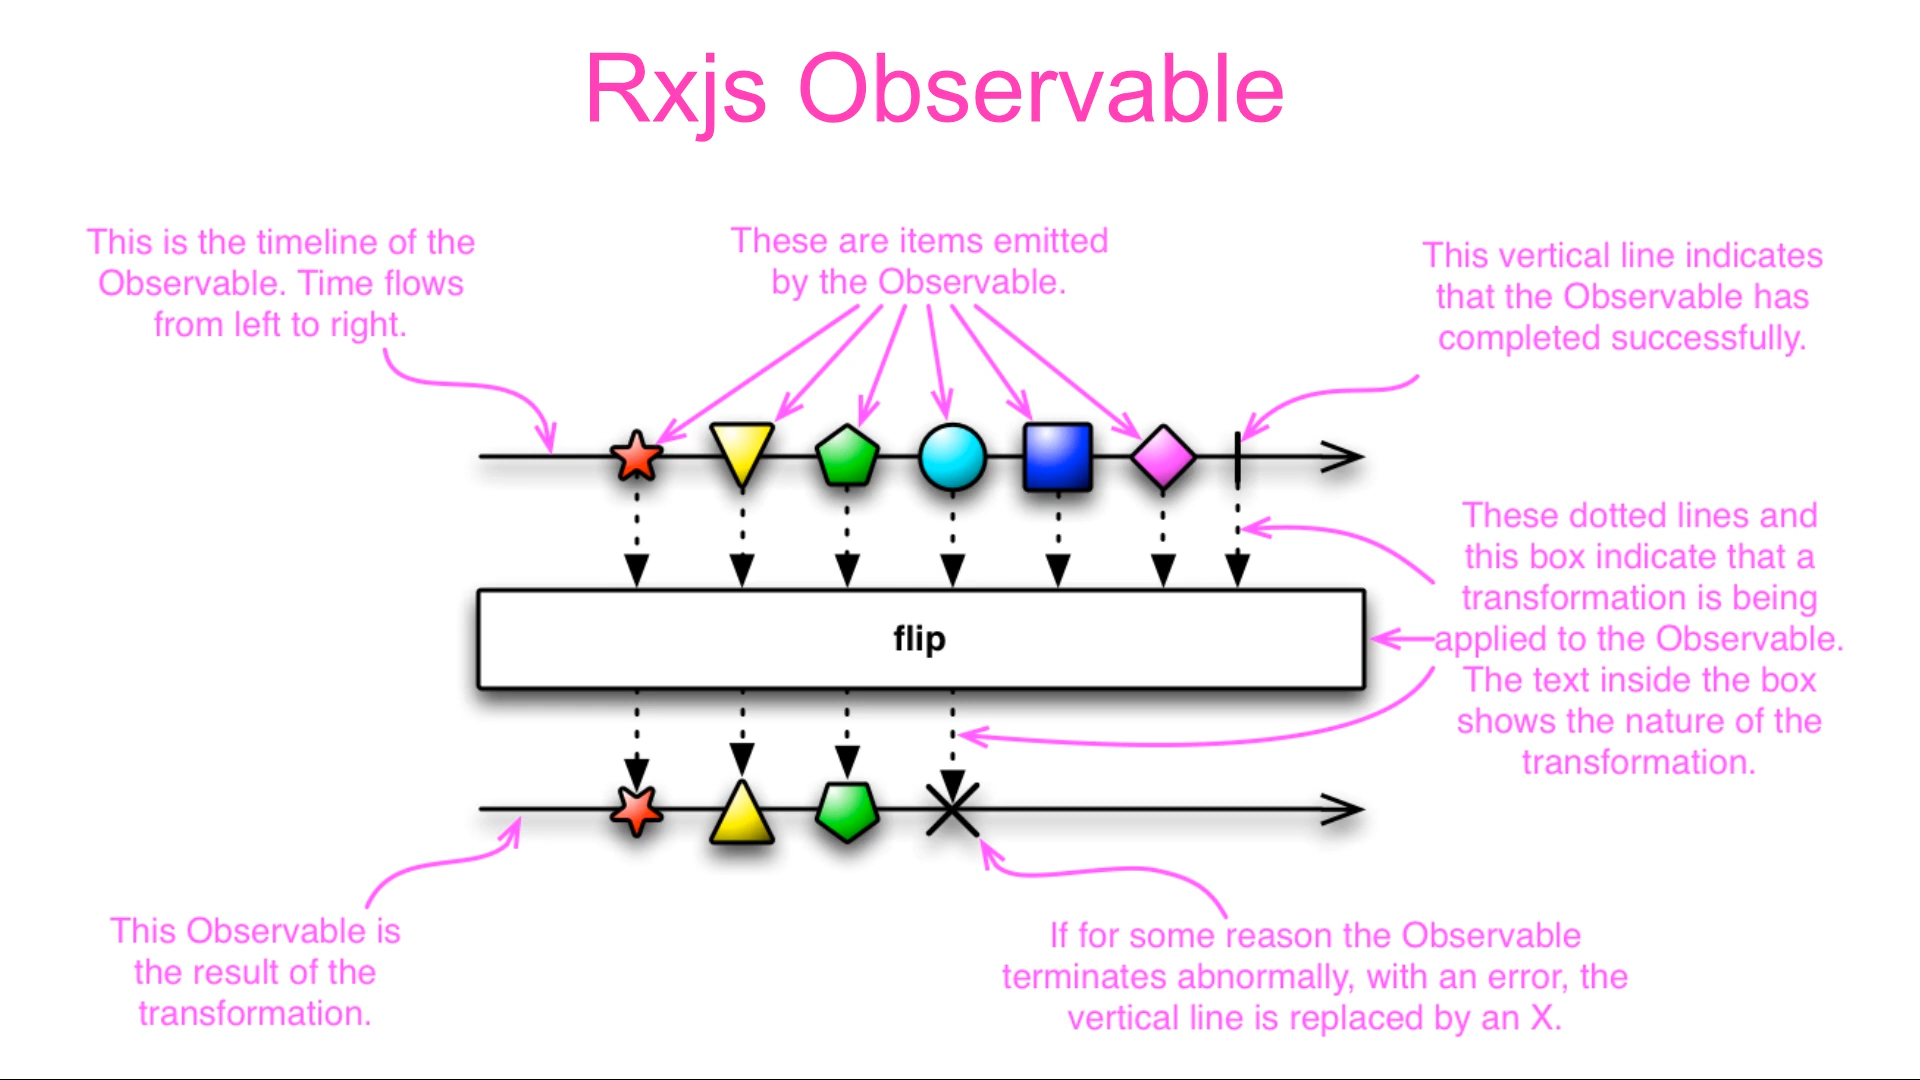 Rxjs Observable
This is the timeline of the
Observable. Time flows
from left to right.
These are items emitted
by the Observable.
This vertical line indicates
that the Observable has
completed successfully.
These dotted lines and
this box indicate that a
transformation is being
applied to the Observable.
The text inside the box
shows the nature of the
transformation.
flip
This Observable is
the result of the
transformation.
If for some reason the Observable
terminates abnormally, with an error, the
vertical line is replaced by an X.